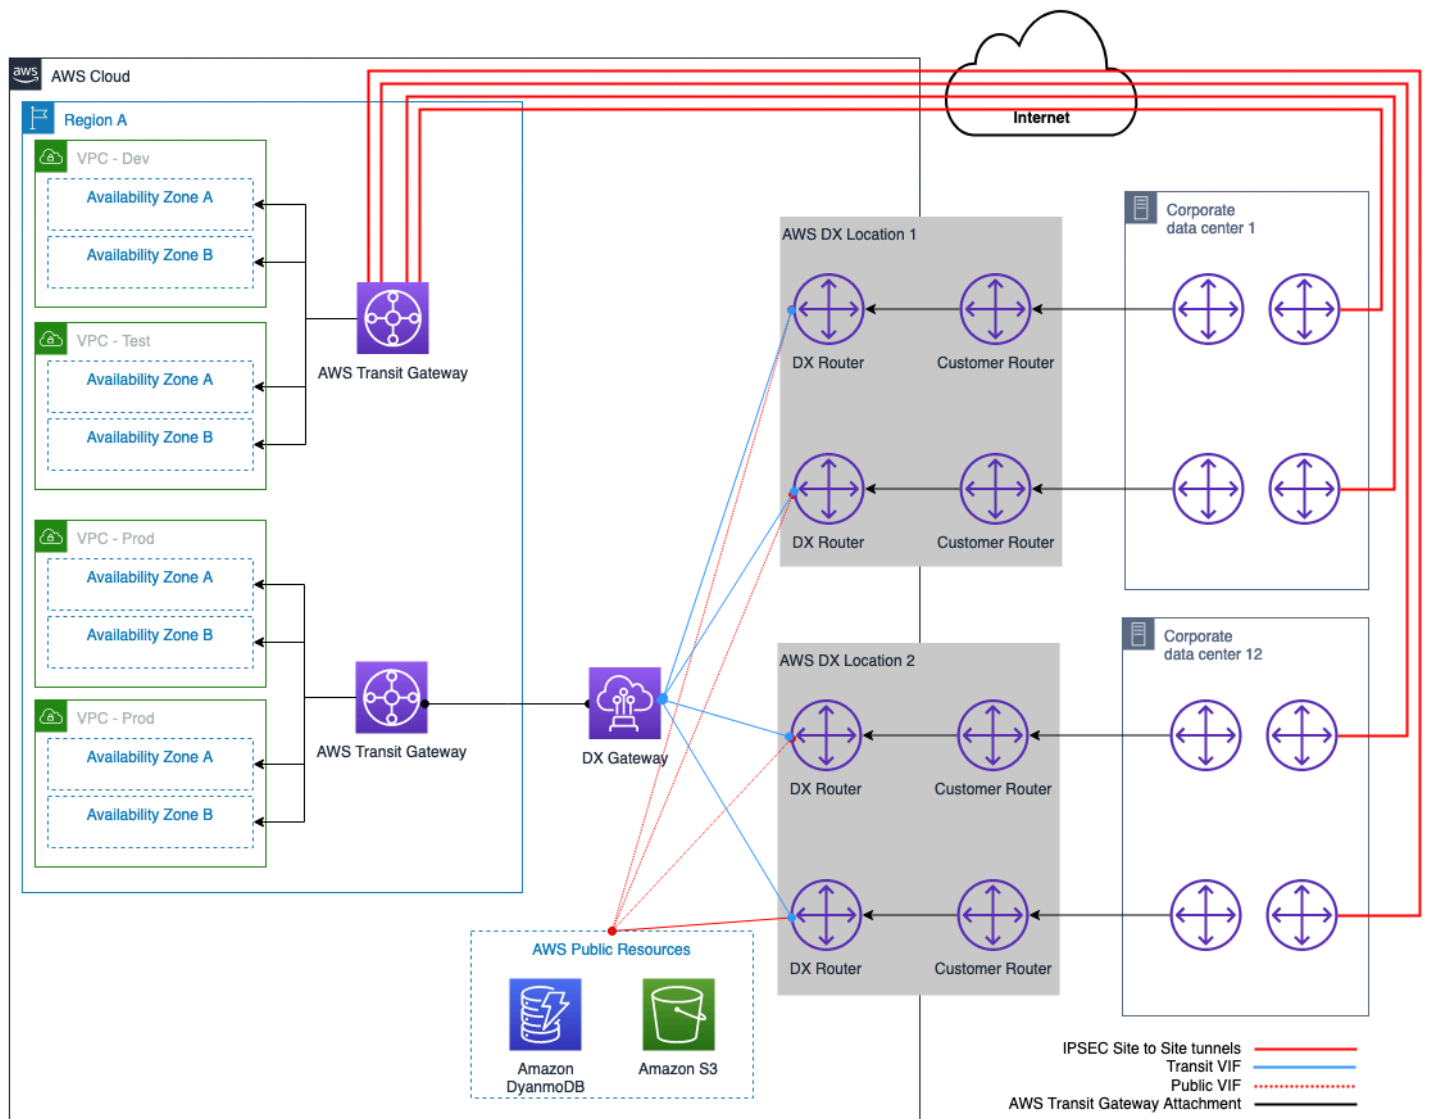 aws
AWS Cloud
Internet
Region A
VPC - Dev
Availability Zone A
Availability Zone B
AWS Transit Gateway
VPC - Test
Availability Zone A
Availability Zone B
VPC - Prod
Availability Zone A
Availability Zone B
AWS Transit Gateway
VPC - Prod
Availability Zone A
Availability Zone B
DX Gateway
AWS Public Resources
Amazon
DyanmoDB
Amazon S3
AWS DX Location 1
DX Router
Customer Router
DX Router
Customer Router
AWS DX Location 2
DX Router
Customer Router
DX Router
Customer Router
Corporate
data center 1
Corporate
data center 12
IPSEC Site to Site tunnels
Transit VIF
Public VIF
AWS Transit Gateway Attachment